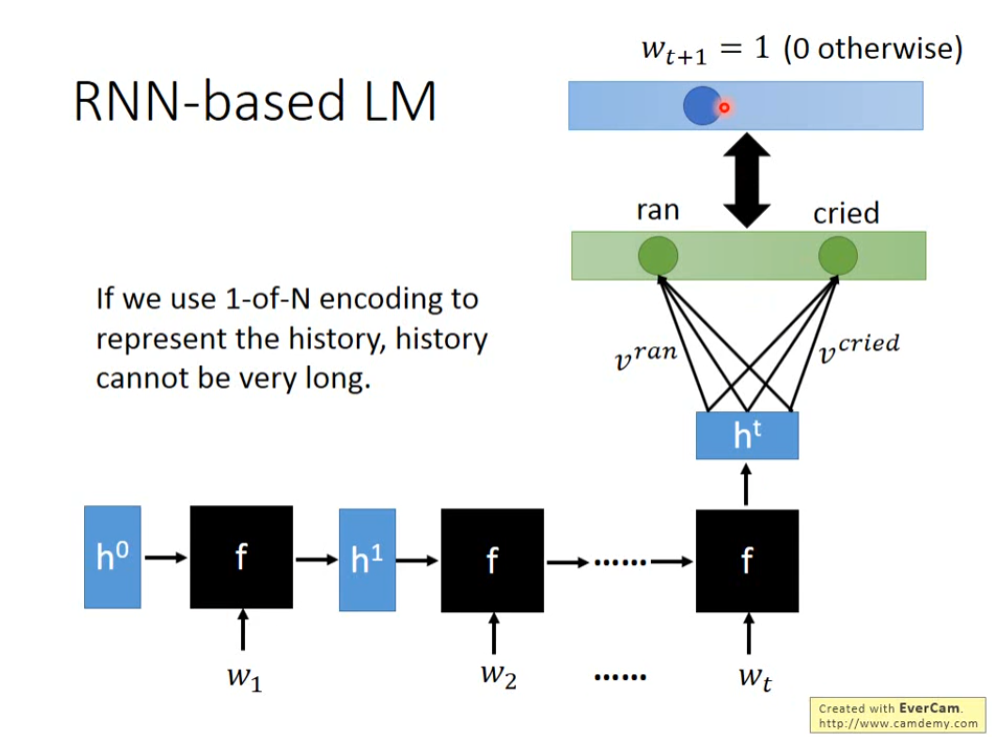 RNN-based LM
w_{t+1} = 1 (0 otherwise)
ran cried
If we use 1-of-N encoding to
represent the history, history
cannot be very long.
v^{ran} v^{cried}
h^t
h^0 f h^1 f ...... f
w_1 w_2 ...... w_t
Created with EverCam.
http://www.camdemy.com